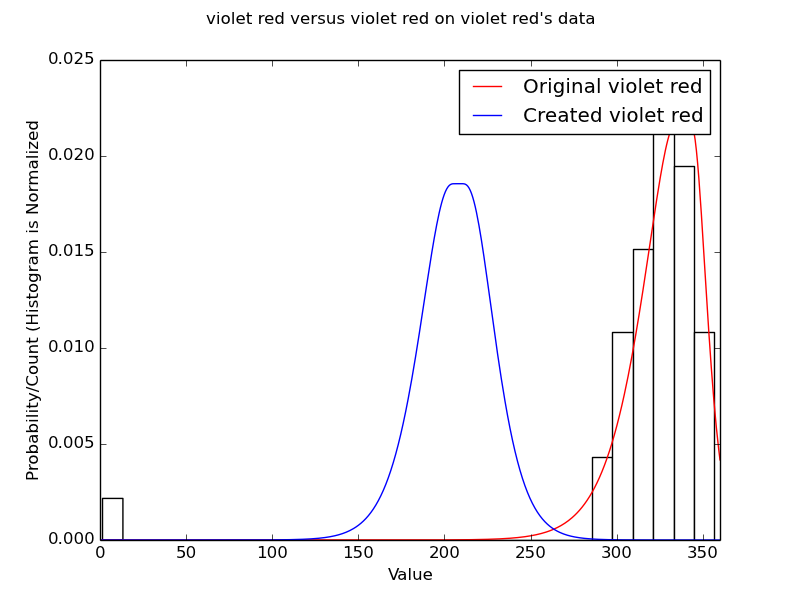 violet red versus violet red on violet red's data
0.025
0.020
0.015
0.010
0.005
0.000
Probability/Count (Histogram is Normalized
Original violet red
Created violet red
0 50 100 150 200 250 300 350
Value